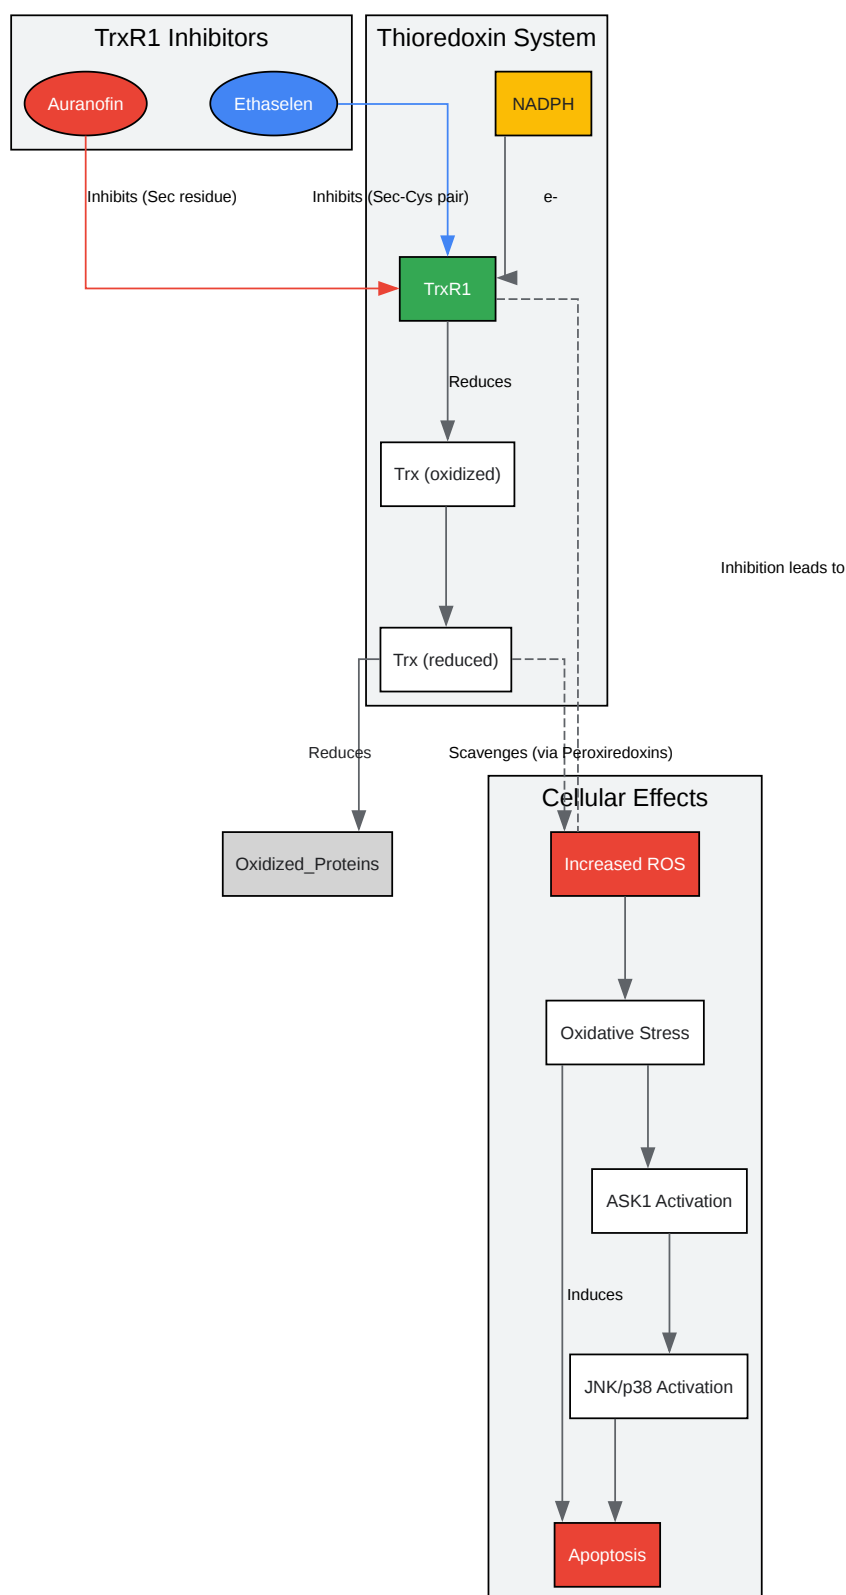 TrxR1 Inhibitors
Thioredoxin System
Auranofin
Ethaselen
NADPH
Inhibits (Sec residue)
Inhibits (Sec-Cys pair)
e-
TrxR1
Reduces
Trx (oxidized)
Inhibition leads to
Trx (reduced)
Reduces
Scavenges (via Peroxiredoxins)
Cellular Effects
Oxidized_Proteins
Increased ROS
Oxidative Stress
ASK1 Activation
Induces
JNK/p38 Activation
Apoptosis